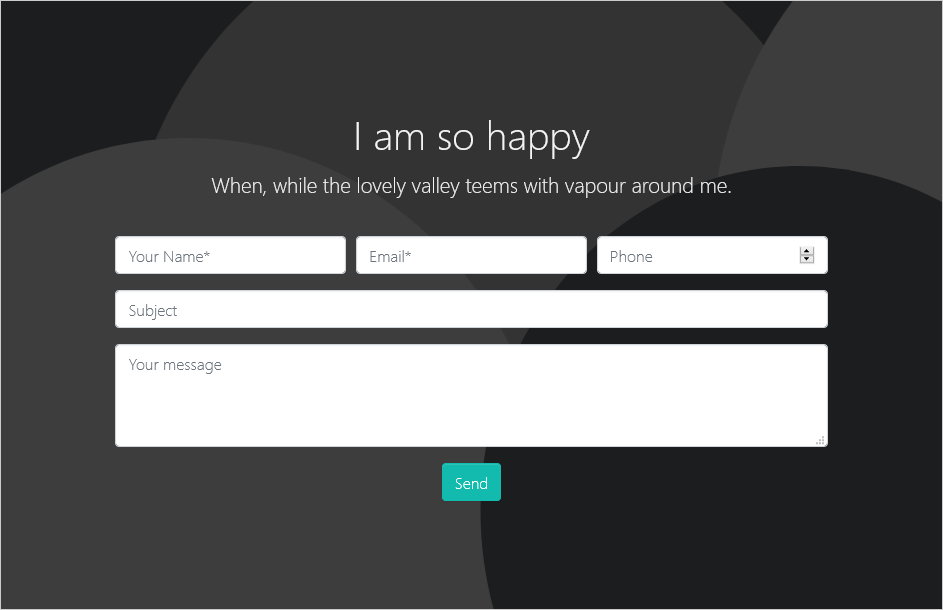 I am so happy
When, while the lovely valley teems with vapour around me.
Your Name* Email* Phone
Subject
Your message
Send